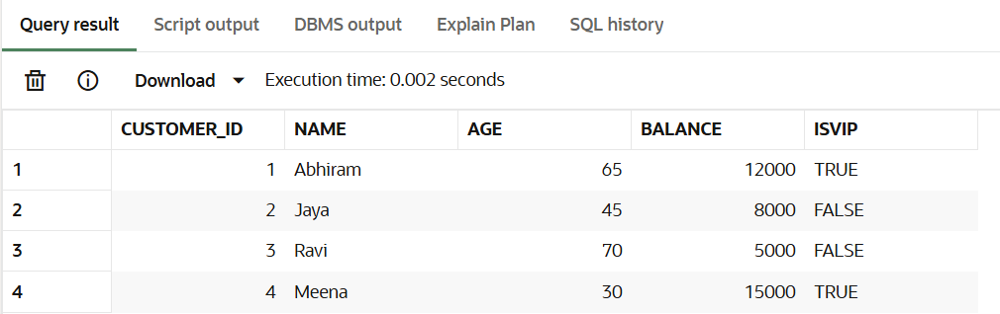 Query result Script output DBMS output Explain Plan SQL history
Download Execution time: 0.002 seconds
CUSTOMER_ID NAME AGE BALANCE ISVIP
1 1 Abhiram 65 12000 TRUE
2 2 Jaya 45 8000 FALSE
3 3 Ravi 70 5000 FALSE
4 4 Meena 30 15000 TRUE